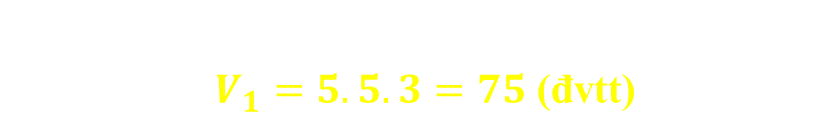 V₁ = 5. 5. 3 = 75 (đvtt)